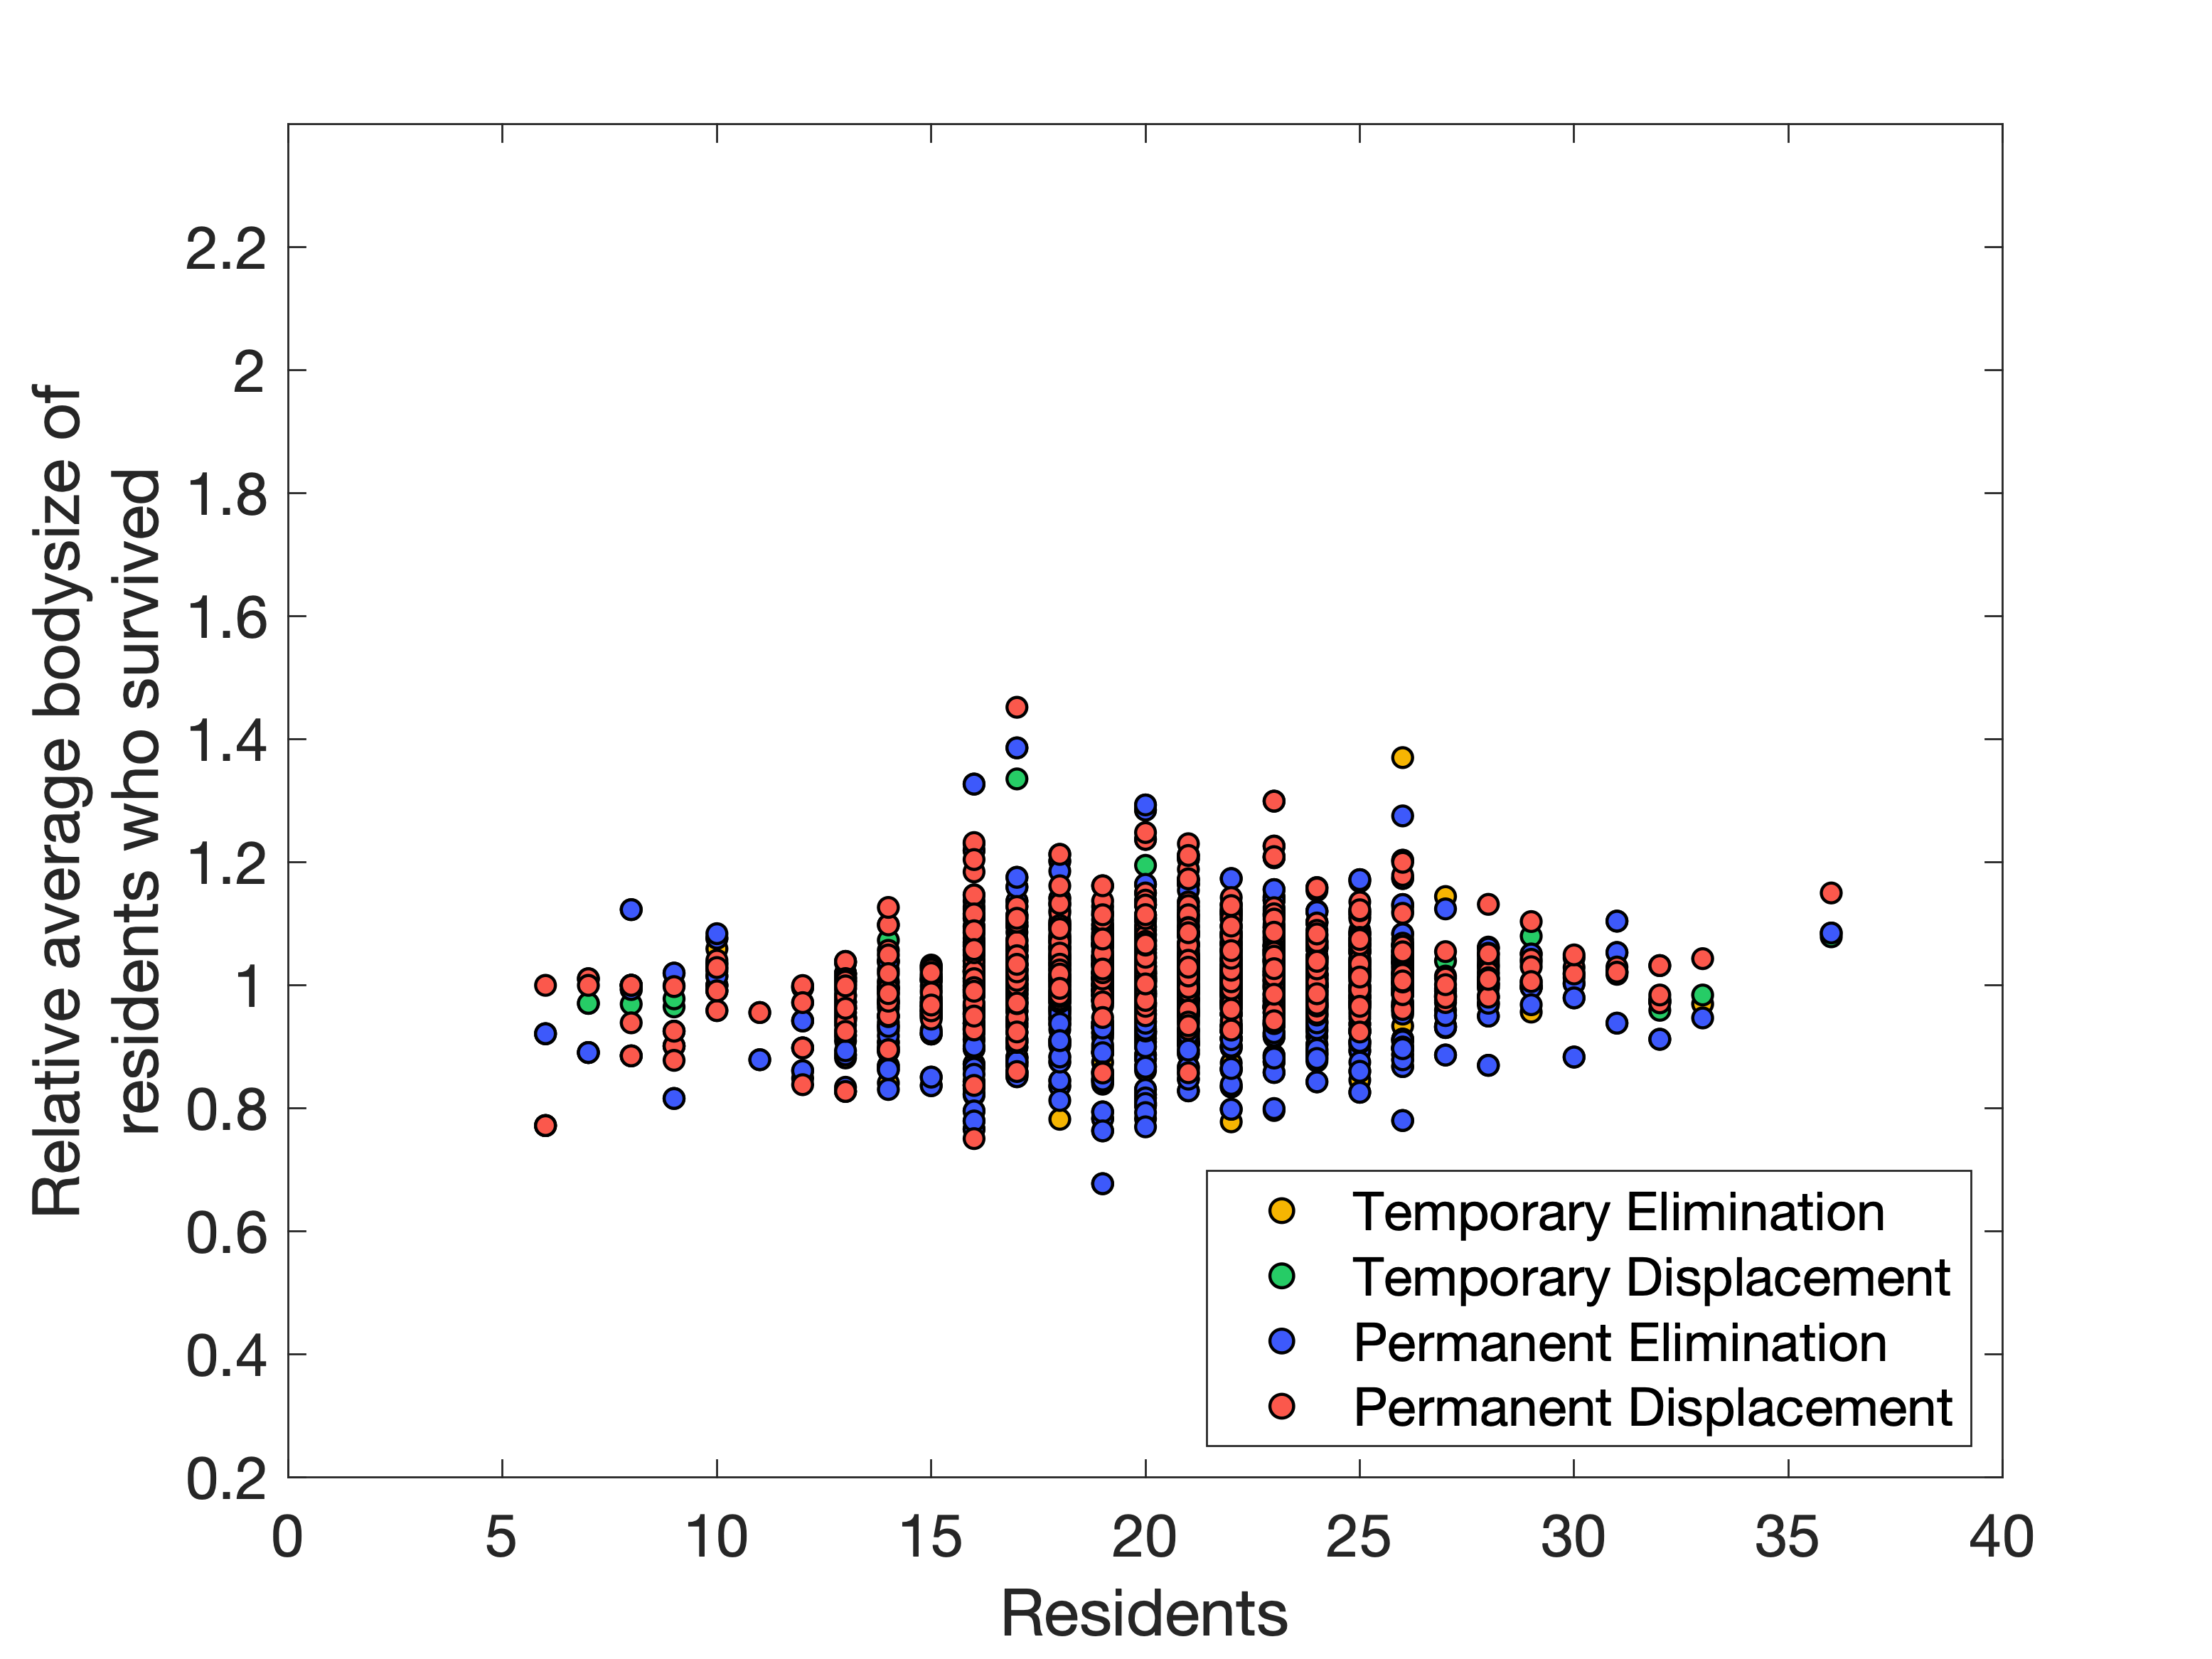 Relative average bodysize of
residents who survived
2.2
2
1.8
1.6
1.4
1.2
1
0.8
0.6
0.4
0.2
0 5 10 15 20 25 30 35 40
Residents
Temporary Elimination
Temporary Displacement
Permanent Elimination
Permanent Displacement